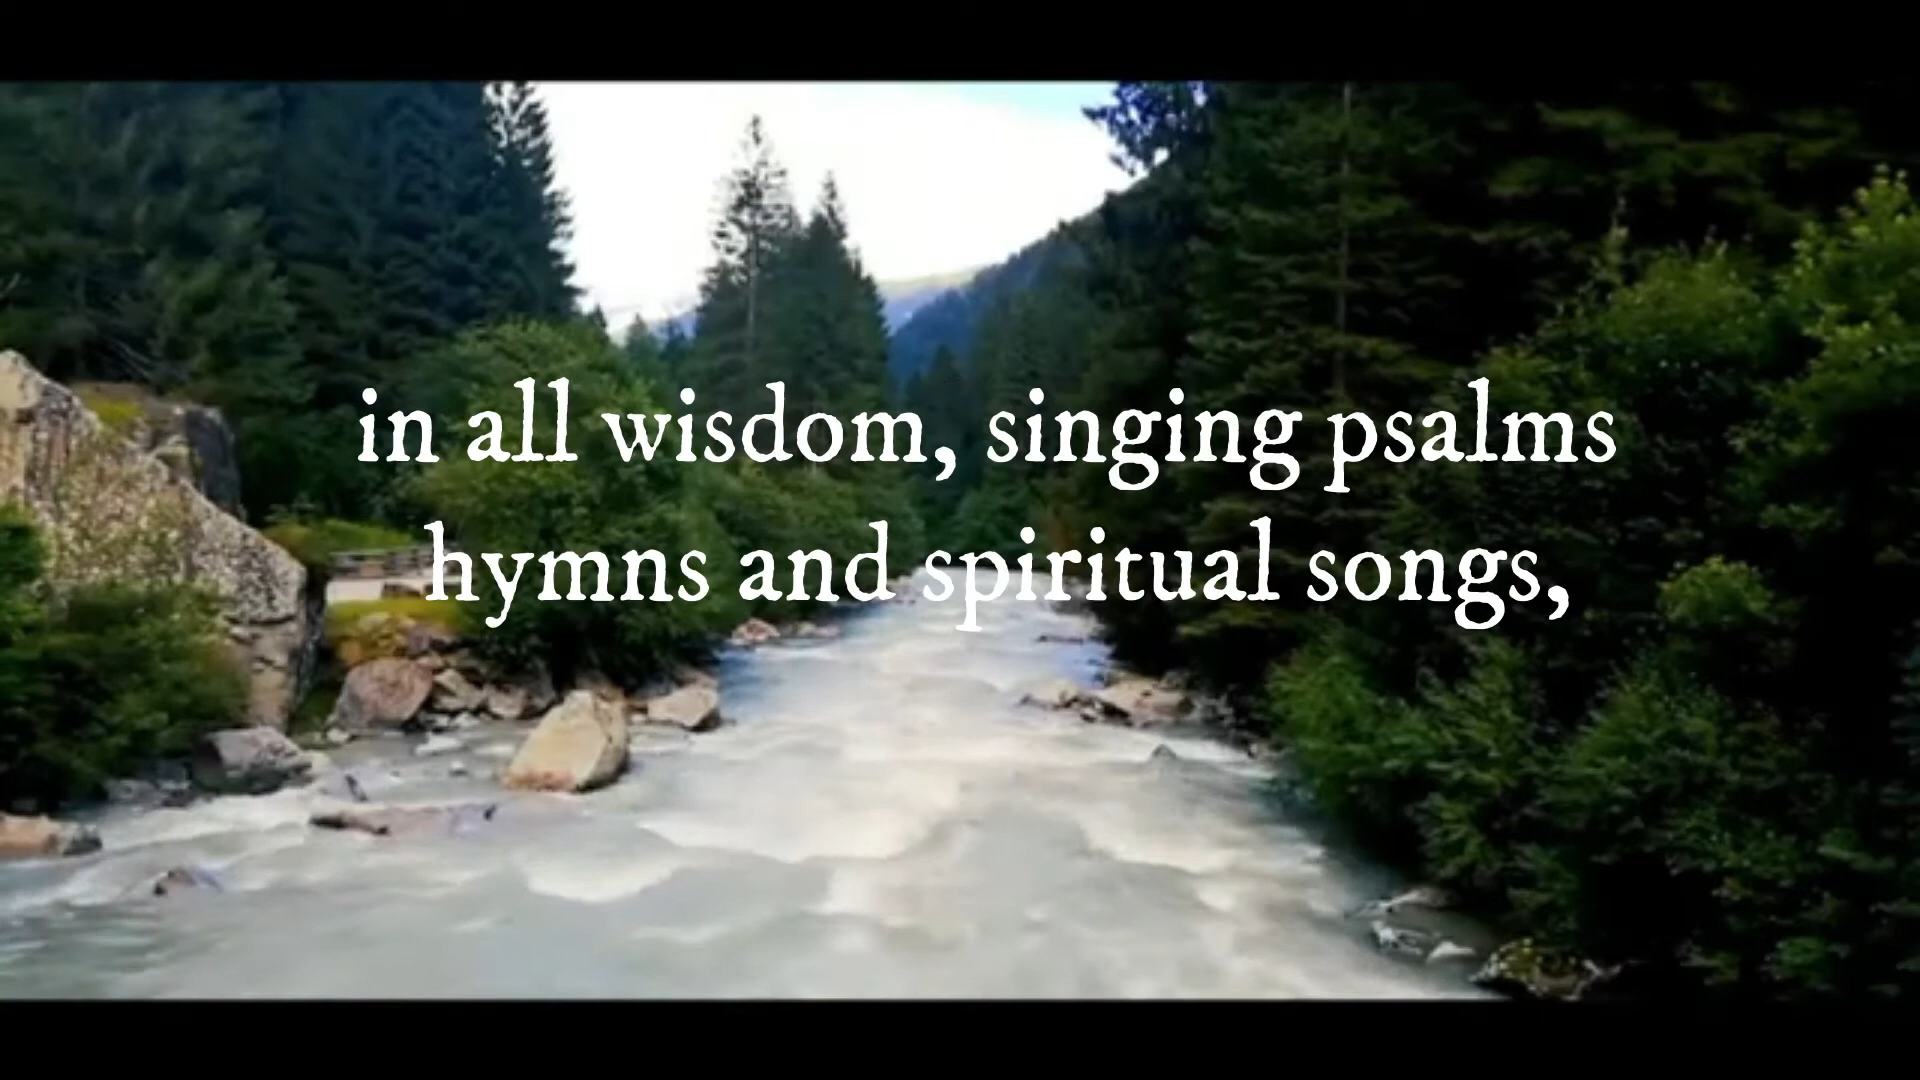 in all wisdom, singing psalms
hymns and spiritual songs,